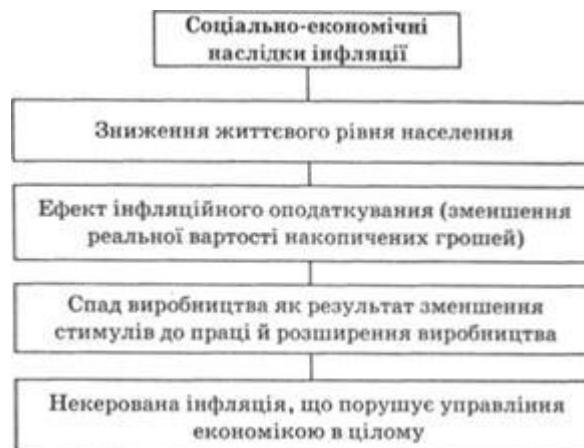 Соціально-економічні
наслідки інфляції
Зниження життєвого рівня населення
Ефект інфляційного оподаткування (зменшення
реальної вартості накопичених грошей)
Спад виробництва як результат зменшення
стимулів до праці й розширення виробництва
Некерована інфляція, що порушує управління
економікою в цілому